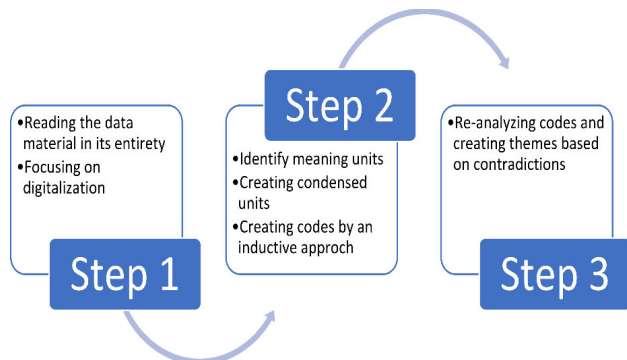 •Reading the data
material in its entirety
•Focusing on
digitalization
Step 1
Step 2
•Identify meaning units
•Creating condensed
units
•Creating codes by an
inductive approch
•Re-analyzing codes and
creating themes based
on contradictions
Step 3